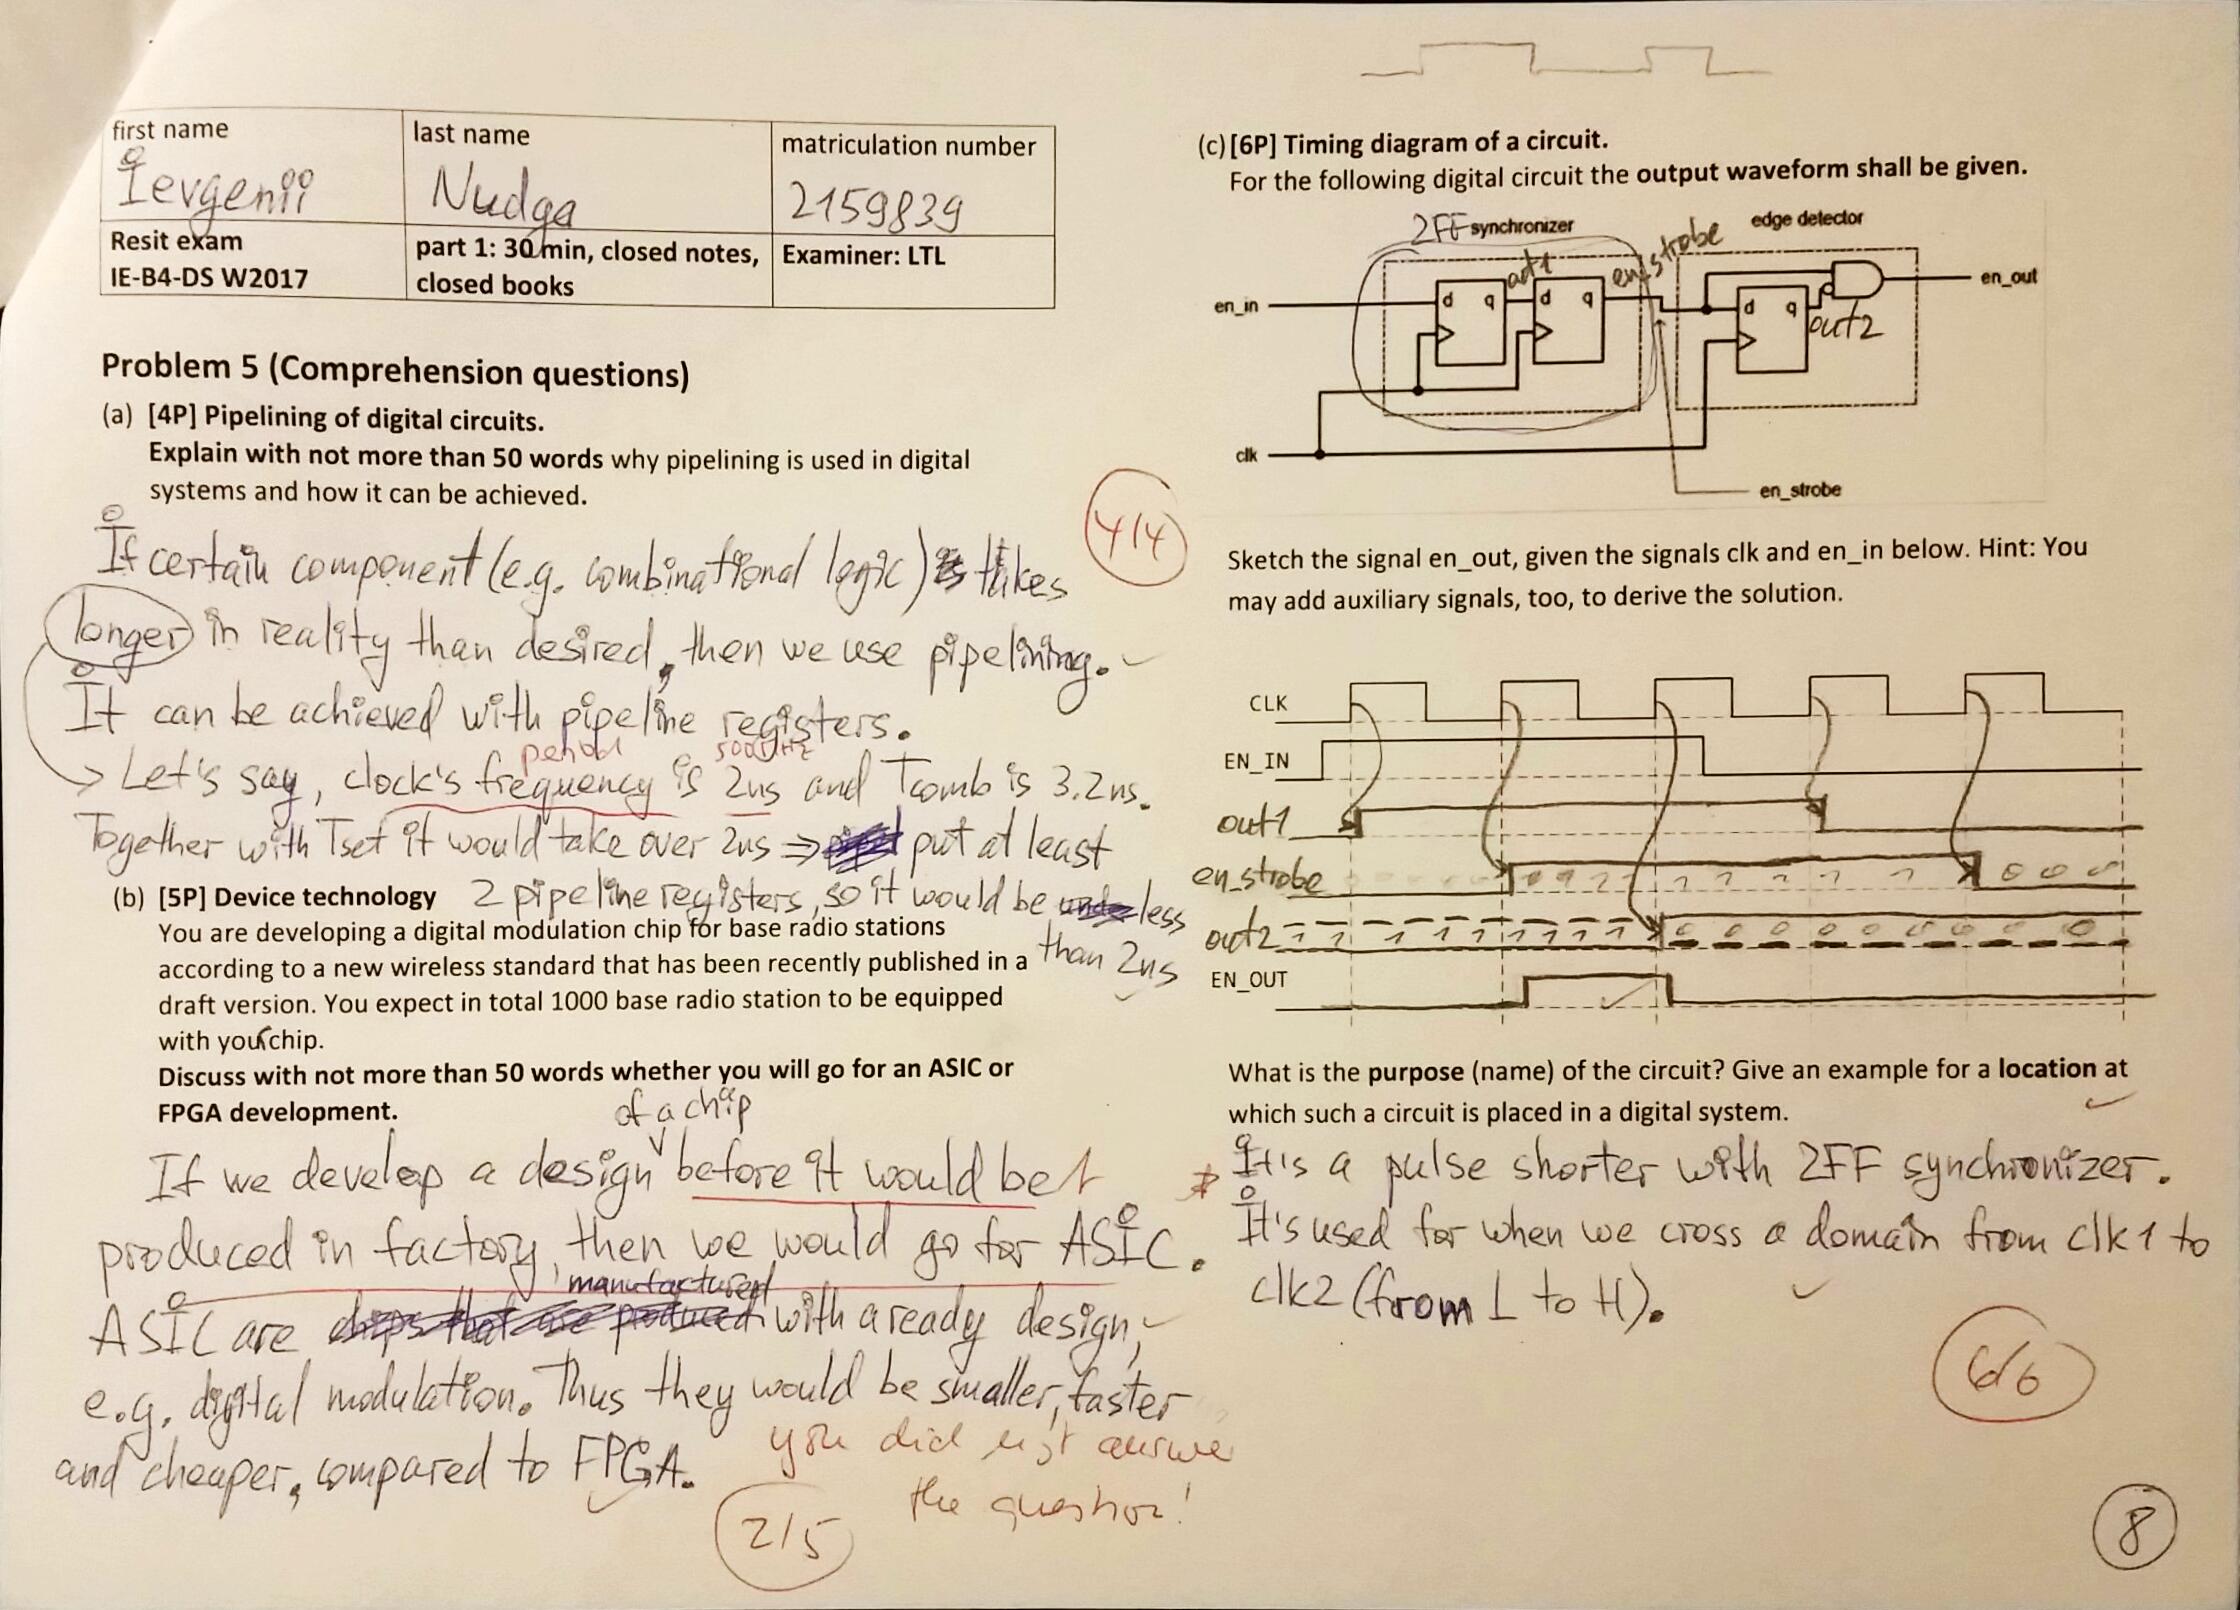 first name
last name
matriculation number
Ievgenii
Nudga
2159839
Resit exam
IE-B4-DS W2017
part 1: 30 min, closed notes,
closed books
Examiner: LTL
Problem 5 (Comprehension questions)
(a) [4P] Pipelining of digital circuits.
Explain with not more than 50 words why pipelining is used in digital
systems and how it can be achieved.
4/4
If certain component (e.g. combinational logic) takes
longer in reality than desired, then we use pipelining.
It can be achieved with pipeline registers.
period 500MHz
→ Let's say, clock's frequency is 2ns and Tcomb is 3.2ns.
Together with Tset it would take over 2ns ⇒ put at least
2 pipeline registers, so it would be less
than 2ns
(b) [5P] Device technology
You are developing a digital modulation chip for base radio stations
according to a new wireless standard that has been recently published in a
draft version. You expect in total 1000 base radio station to be equipped
with your chip.
Discuss with not more than 50 words whether you will go for an ASIC or
FPGA development.
of a chip
If we develop a design before it would be
produced in factory, then we would go for ASIC.
manufactured
ASIC are with a ready design,
e.g. digital modulation. Thus they would be smaller, faster
and cheaper, compared to FPGA.
you did not answer
the question!
2/5
(c) [6P] Timing diagram of a circuit.
For the following digital circuit the output waveform shall be given.
2FF synchronizer
en_strobe
edge detector
out1
en_in
d q
d q
d q
out2
en_out
clk
en_strobe
Sketch the signal en_out, given the signals clk and en_in below. Hint: You
may add auxiliary signals, too, to derive the solution.
CLK
EN_IN
out1
en_strobe
out2
EN_OUT
What is the purpose (name) of the circuit? Give an example for a location at
which such a circuit is placed in a digital system.
It's a pulse shorter with 2FF synchronizer.
It's used for when we cross a domain from clk1 to
clk2 (from L to H).
6/6
8